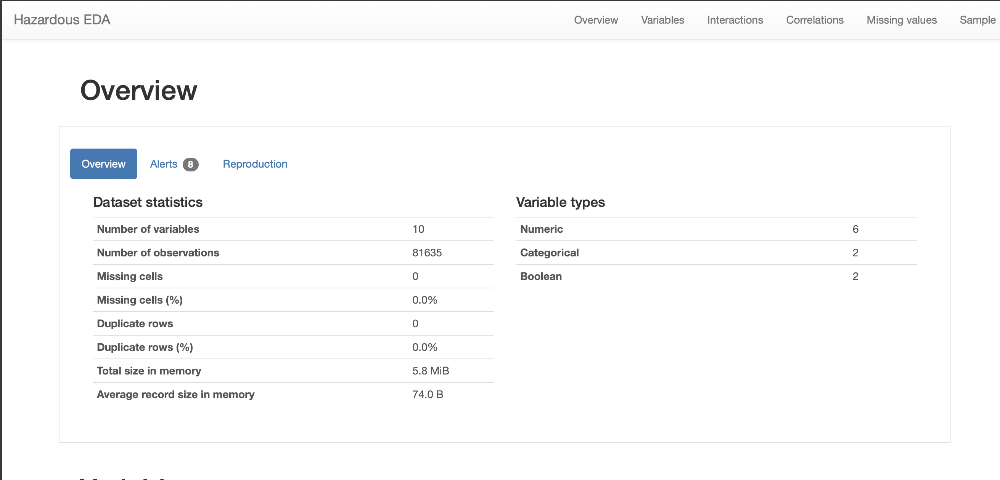 Hazardous EDA Overview Variables Interactions Correlations Missing values Sample
Overview
Overview Alerts 8 Reproduction
Dataset statistics
Number of variables 10
Number of observations 81635
Missing cells 0
Missing cells (%) 0.0%
Duplicate rows 0
Duplicate rows (%) 0.0%
Total size in memory 5.8 MiB
Average record size in memory 74.0 B
Variable types
Numeric 6
Categorical 2
Boolean 2